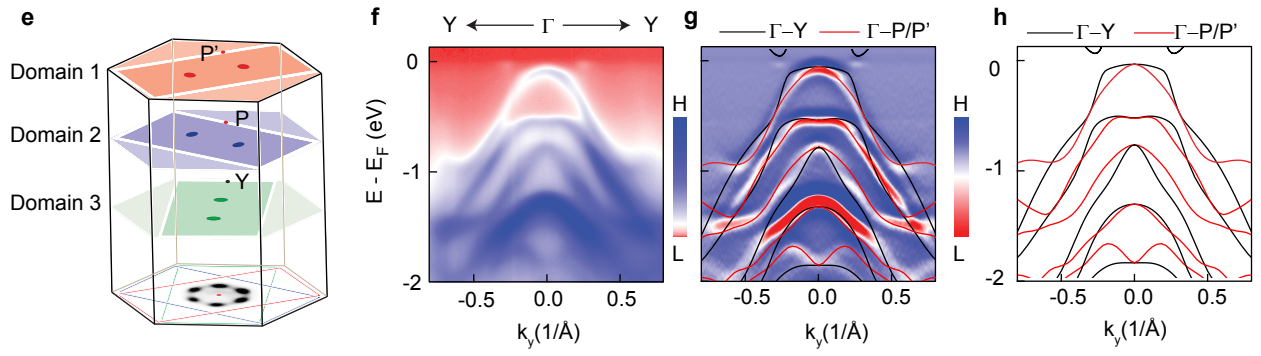 e
P'
Domain 1
P
Domain 2
Y
Domain 3
f
Y Γ Y
0
-1
-2
E - E_F (eV)
-0.5 0.0 0.5
k_y(1/Å)
H
L
g
Γ–Y Γ–P/P'
-0.5 0.0 0.5
k_y(1/Å)
H
L
h
Γ–Y Γ–P/P'
0
-1
-2
-0.5 0.0 0.5
k_y(1/Å)